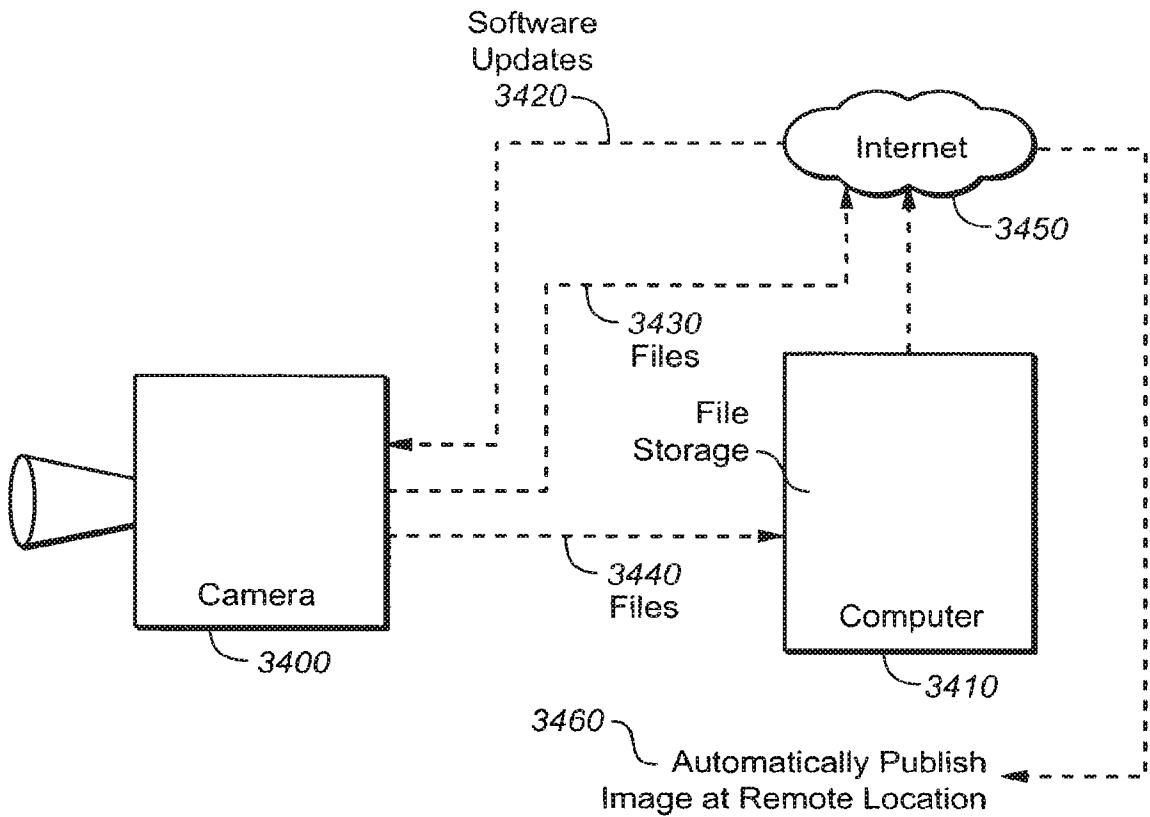 Software
Updates
3420
Internet
3450
3430
Files
File
Storage
3440
Files
Camera
3400
Computer
3410
3460
Automatically Publish
Image at Remote Location